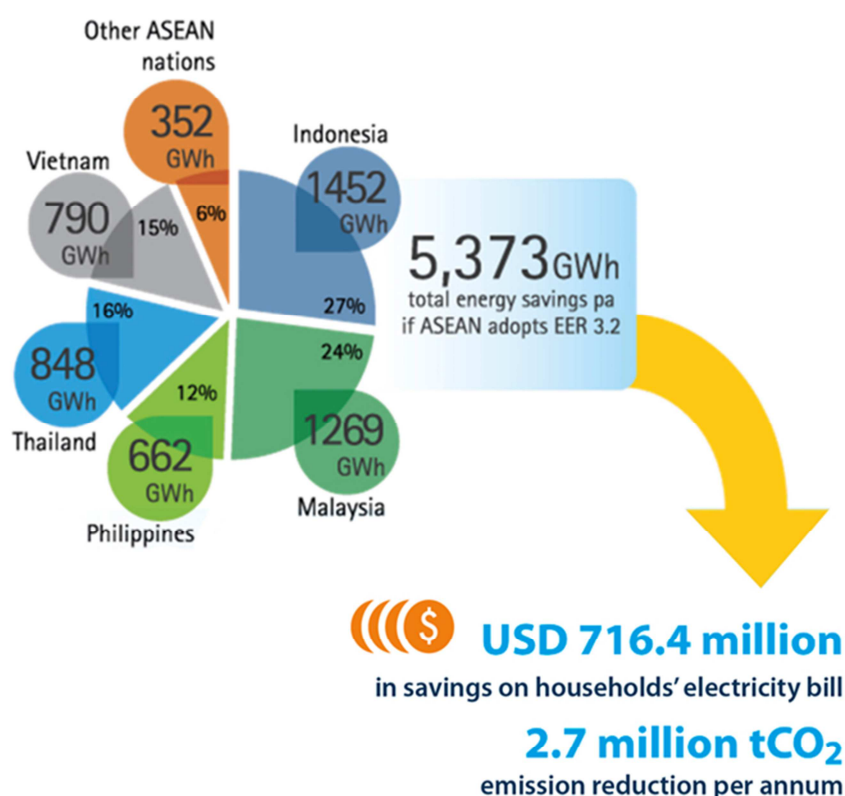 Other ASEAN
nations
352
GWh
6%
Indonesia
1452
GWh
27%
Vietnam
790
GWh
15%
5,373GWh
total energy savings pa
if ASEAN adopts EER 3.2
16%
848
GWh
Thailand
24%
1269
GWh
Malaysia
12%
662
GWh
Philippines
$
USD 716.4 million
in savings on households’ electricity bill
2.7 million tCO₂
emission reduction per annum